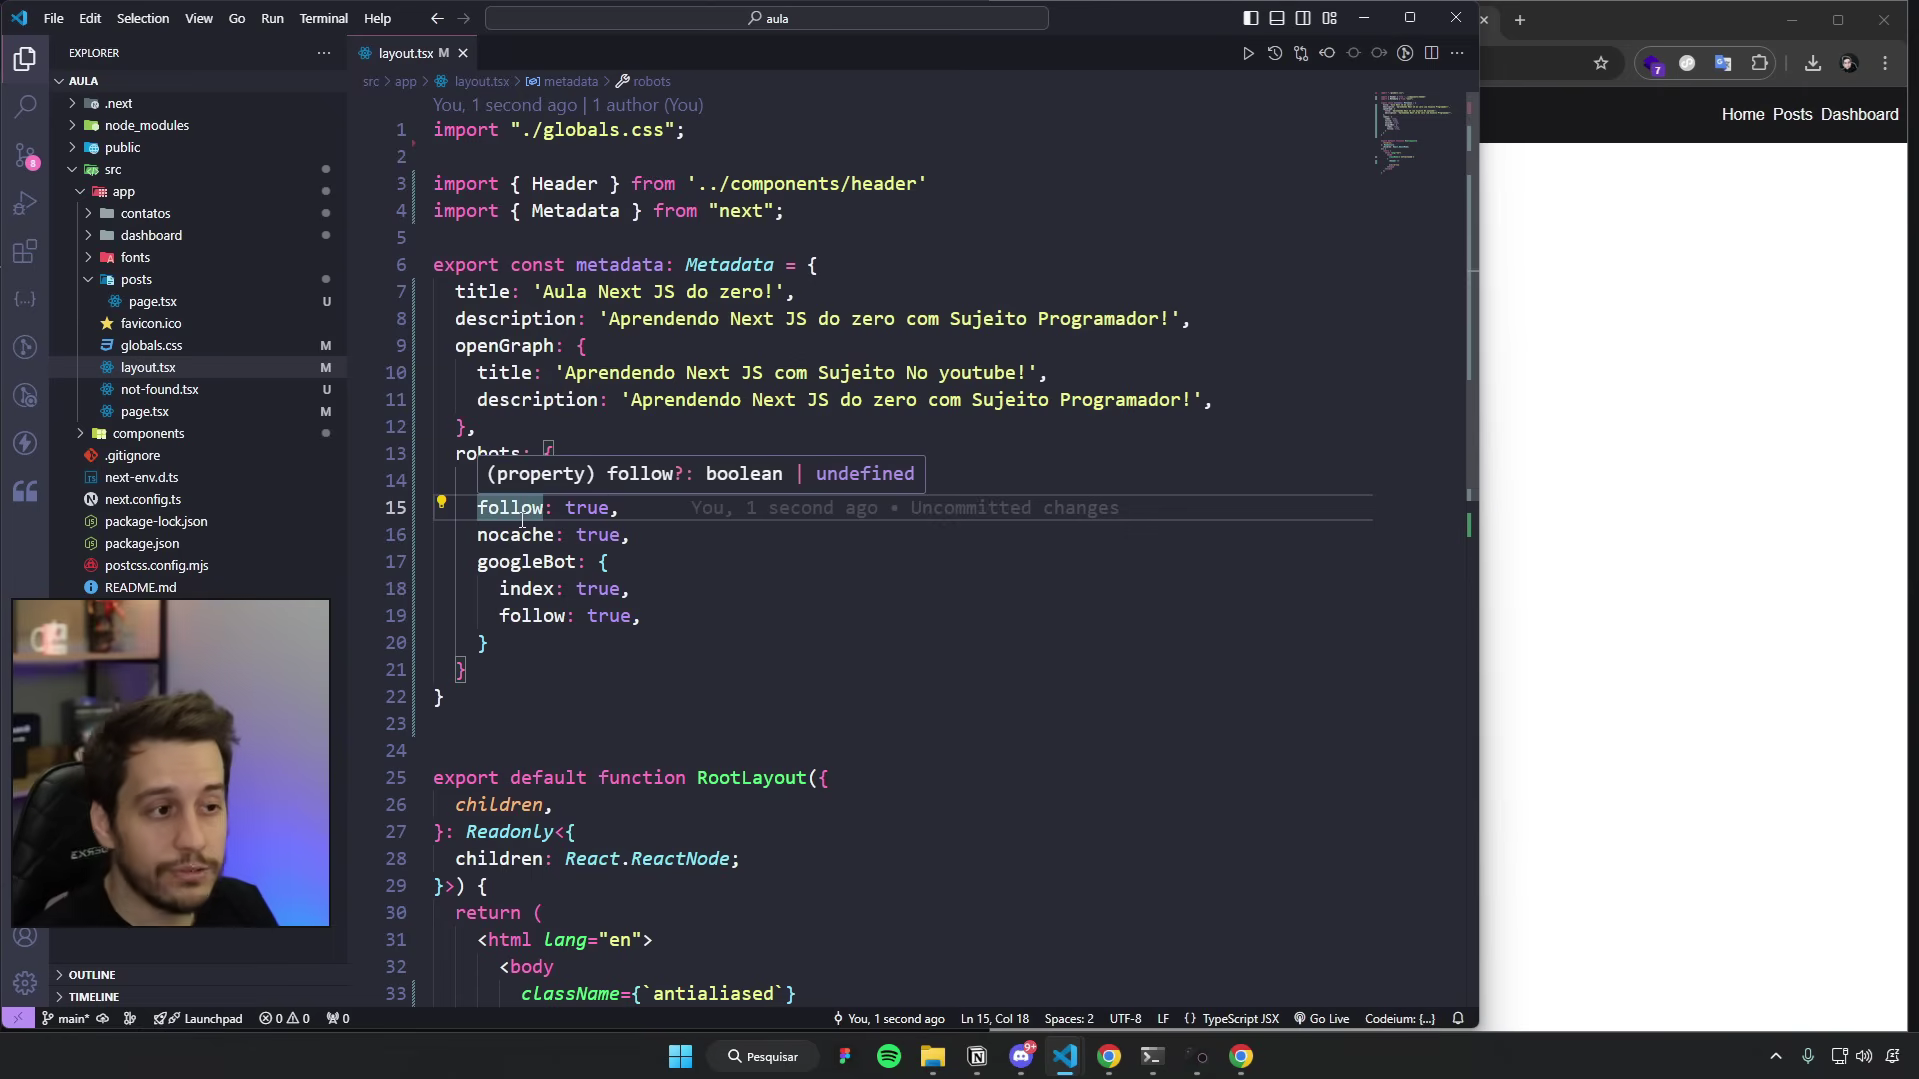 File Edit Selection View Go Run Terminal Help
aula
EXPLORER
layout.tsx M
AULA
.next
node_modules
public
src
app
contatos
dashboard
fonts
posts
page.tsx U
favicon.ico
globals.css M
layout.tsx M
not-found.tsx U
page.tsx M
components
.gitignore
next-env.d.ts
next.config.ts
package-lock.json
package.json
postcss.config.mjs
README.md
OUTLINE
TIMELINE
8
src > app > layout.tsx > metadata > robots
You, 1 second ago | 1 author (You)
1 import "./globals.css";
2
3 import { Header } from '../components/header'
4 import { Metadata } from "next";
5
6 export const metadata: Metadata = {
7 title: 'Aula Next JS do zero!',
8 description: 'Aprendendo Next JS do zero com Sujeito Programador!',
9 openGraph: {
10 title: 'Aprendendo Next JS com Sujeito No youtube!',
11 description: 'Aprendendo Next JS do zero com Sujeito Programador!',
12 },
13 robots: {
(property) follow?: boolean | undefined
14
15 follow: true, You, 1 second ago • Uncommitted changes
16 nocache: true,
17 googleBot: {
18 index: true,
19 follow: true,
20 }
21 }
22 }
23
24
25 export default function RootLayout({
26 children,
27 }: Readonly<{
28 children: React.ReactNode;
29 }>) {
30 return (
31 <html lang="en">
32 <body
33 className={`antialiased`}
7
Home Posts Dashboard
main* Launchpad 0 0 0
You, 1 second ago Ln 15, Col 18 Spaces: 2 UTF-8 LF {} TypeScript JSX Go Live Codeium: {...}
Pesquisar
9+